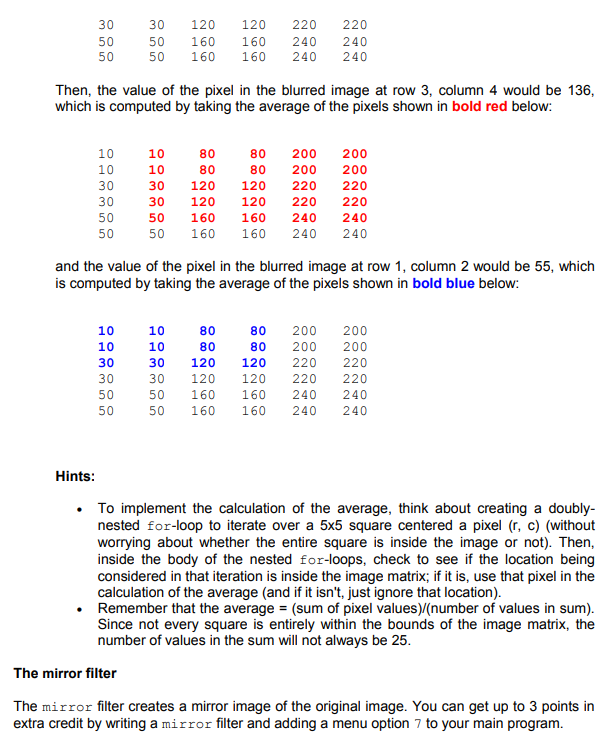 30 30 120 120 220 220
50 50 160 160 240 240
50 50 160 160 240 240
Then, the value of the pixel in the blurred image at row 3, column 4 would be 136,
which is computed by taking the average of the pixels shown in bold red below:
10 10 80 80 200 200
10 10 80 80 200 200
30 30 120 120 220 220
30 30 120 120 220 220
50 50 160 160 240 240
50 50 160 160 240 240
and the value of the pixel in the blurred image at row 1, column 2 would be 55, which
is computed by taking the average of the pixels shown in bold blue below:
10 10 80 80 200 200
10 10 80 80 200 200
30 30 120 120 220 220
30 30 120 120 220 220
50 50 160 160 240 240
50 50 160 160 240 240
Hints:
• To implement the calculation of the average, think about creating a doubly-
nested for-loop to iterate over a 5x5 square centered a pixel (r, c) (without
worrying about whether the entire square is inside the image or not). Then,
inside the body of the nested for-loops, check to see if the location being
considered in that iteration is inside the image matrix; if it is, use that pixel in the
calculation of the average (and if it isn't, just ignore that location).
• Remember that the average = (sum of pixel values)/(number of values in sum).
Since not every square is entirely within the bounds of the image matrix, the
number of values in the sum will not always be 25.
The mirror filter
The mirror filter creates a mirror image of the original image. You can get up to 3 points in
extra credit by writing a mirror filter and adding a menu option 7 to your main program.